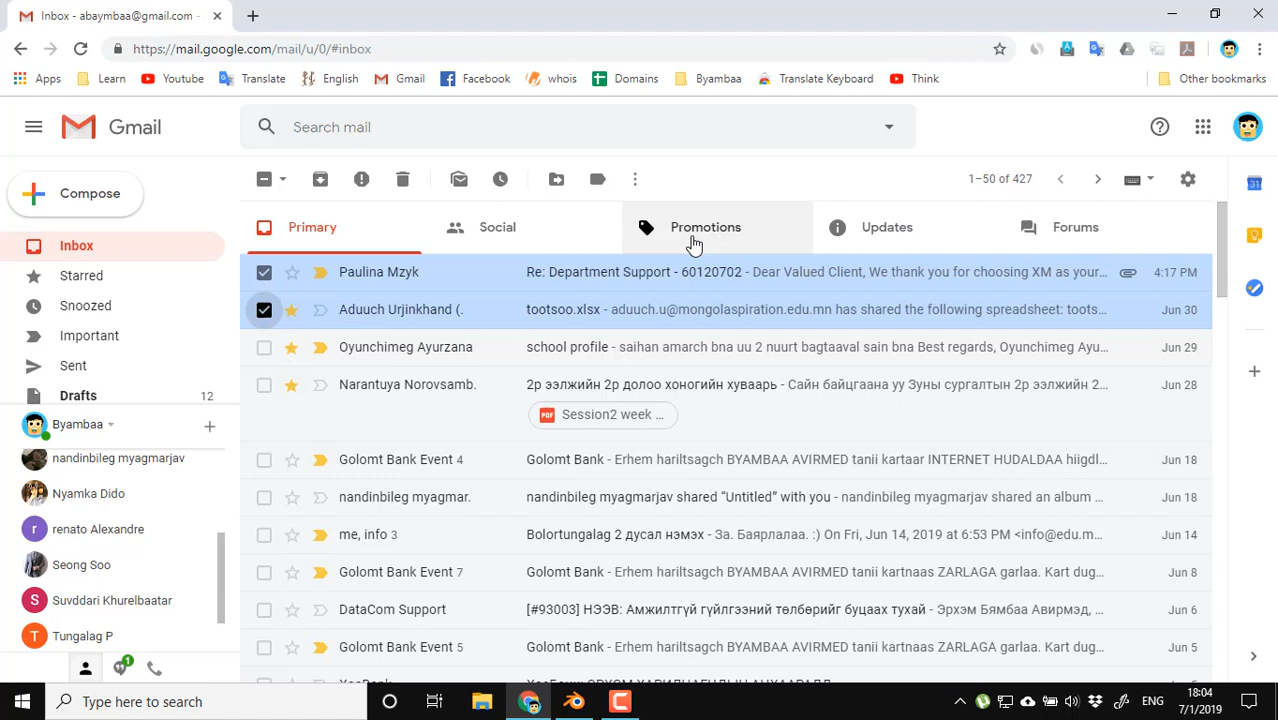 Inbox - abaymbaa@gmail.com -
https://mail.google.com/mail/u/0/#inbox
Apps Learn Youtube Translate English Gmail Facebook whois Domains Byambaa Translate Keyboard Think Other bookmarks
Gmail Search mail
Compose 1–50 of 427
Primary Social Promotions Updates Forums
Inbox
Starred
Snoozed
Important
Sent
Drafts 12
Byambaa
nandinbileg myagmarjav
Nyamka Dido
r renato Alexandre
Seong Soo
S Suvddari Khurelbaatar
T Tungalag P
1
Paulina Mzyk Re: Department Support - 60120702 - Dear Valued Client, We thank you for choosing XM as your... 4:17 PM
Aduuch Urjinkhand (. tootsoo.xlsx - aduuch.u@mongolaspiration.edu.mn has shared the following spreadsheet: toots... Jun 30
Oyunchimeg Ayurzana school profile - saihan amarch bna uu 2 nuurt bagtaaval sain bna Best regards, Oyunchimeg Ayu... Jun 29
Narantuya Norovsamb. 2р ээлжийн 2р долоо хоногийн хуваарь - Сайн байцгаана уу Зуны сургалтын 2р ээлжийн 2... Jun 28
PDF Session2 week ...
Golomt Bank Event 4 Golomt Bank - Erhem hariltsagch BYAMBAA AVIRMED tanii kartaar INTERNET HUDALDAA hiigdl... Jun 18
nandinbileg myagmar. nandinbileg myagmarjav shared “Untitled” with you - nandinbileg myagmarjav shared an album ... Jun 18
me, info 3 Bolortungalag 2 дусал нэмэх - За. Баярлалаа. :) On Fri, Jun 14, 2019 at 6:53 PM <info@edu.m... Jun 14
Golomt Bank Event 7 Golomt Bank - Erhem hariltsagch BYAMBAA AVIRMED tanii kartnaas ZARLAGA garlaa. Kart dug... Jun 8
DataCom Support [#93003] НЭЭВ: Амжилтгүй гүйлгээний төлбөрийг буцаах тухай - Эрхэм Бямбаа Авирмед, ... Jun 6
Golomt Bank Event 5 Golomt Bank - Erhem hariltsagch BYAMBAA AVIRMED tanii kartnaas ZARLAGA garlaa. Kart dug... Jun 5
31
Type here to search ENG 18:04
7/1/2019